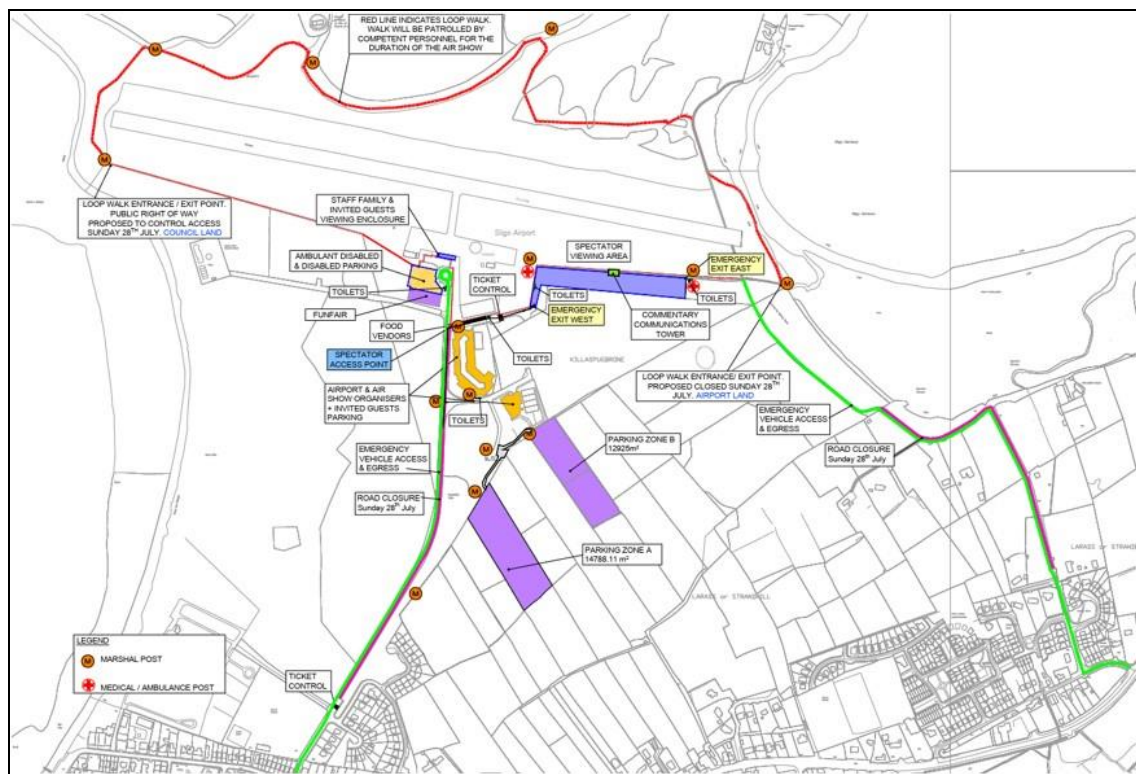 RED LINE INDICATES LOOP WALK.
WALK WILL BE PATROLLED BY
COMPETENT PERSONNEL FOR THE
DURATION OF THE AIR SHOW
M
M
M
M
LOOP WALK ENTRANCE / EXIT POINT.
PUBLIC RIGHT OF WAY
PROPOSED TO CONTROL ACCESS
SUNDAY 28TH JULY. COUNCIL LAND
STAFF FAMILY &
INVITED GUESTS
VIEWING ENCLOSURE
Sligo Airport
AMBULANT DISABLED
& DISABLED PARKING
SPECTATOR
VIEWING AREA
EMERGENCY
EXIT EAST
M
M
M
TICKET
CONTROL
TOILETS
TOILETS
TOILETS
FUNFAIR
EMERGENCY
EXIT WEST
COMMENTARY
COMMUNICATIONS
TOWER
FOOD
VENDORS
M
SPECTATOR
ACCESS POINT
TOILETS
KILLASPUGBRONE
LOOP WALK ENTRANCE/ EXIT POINT.
PROPOSED CLOSED SUNDAY 28TH
JULY. AIRPORT LAND
AIRPORT & AIR
SHOW ORGANISERS
+ INVITED GUESTS
PARKING
M
M
TOILETS
EMERGENCY
VEHICLE ACCESS
& EGRESS
M
M
PARKING ZONE B
12926m²
EMERGENCY
VEHICLE ACCESS
& EGRESS
ROAD CLOSURE
Sunday 28th July
M
ROAD CLOSURE
Sunday 28th July
PARKING ZONE A
14788.11 m²
M
LARASS or STRANDHILL
LEGEND
M MARSHAL POST
MEDICAL / AMBULANCE POST
TICKET
CONTROL